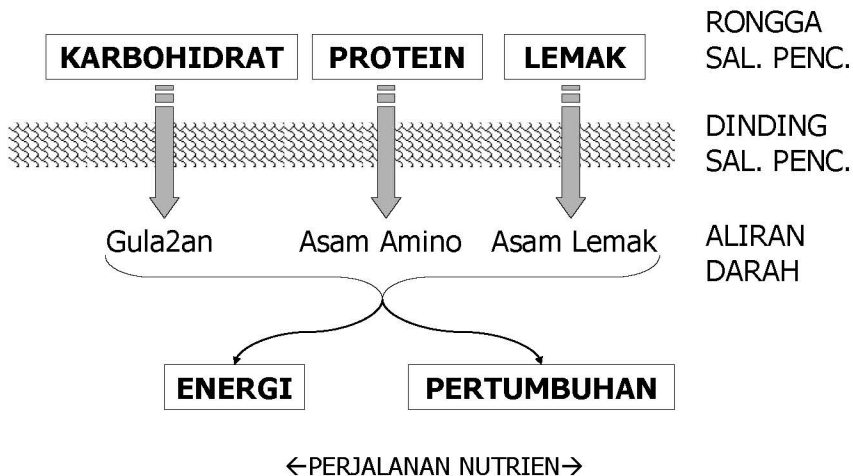 RONGGA
KARBOHIDRAT PROTEIN LEMAK SAL. PENC.
DINDING
SAL. PENC.
Gula2an Asam Amino Asam Lemak ALIRAN
DARAH
ENERGI PERTUMBUHAN
←PERJALANAN NUTRIEN→